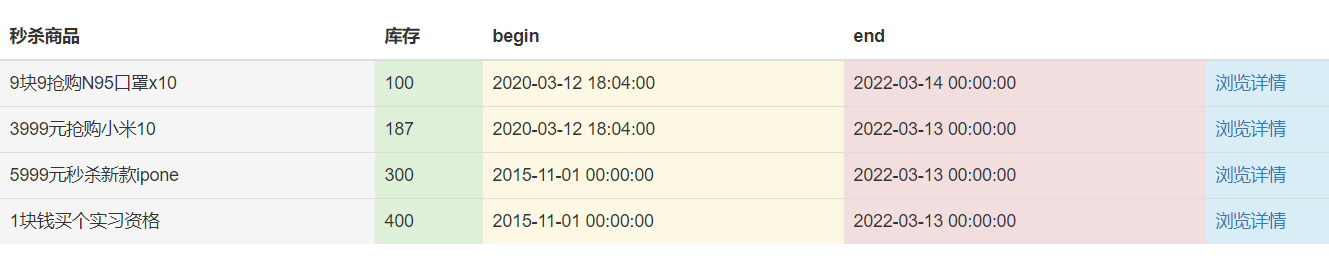 秒杀商品 库存 begin end
9块9抢购N95口罩x10 100 2020-03-12 18:04:00 2022-03-14 00:00:00 浏览详情
3999元抢购小米10 187 2020-03-12 18:04:00 2022-03-13 00:00:00 浏览详情
5999元秒杀新款ipone 300 2015-11-01 00:00:00 2022-03-13 00:00:00 浏览详情
1块钱买个实习资格 400 2015-11-01 00:00:00 2022-03-13 00:00:00 浏览详情